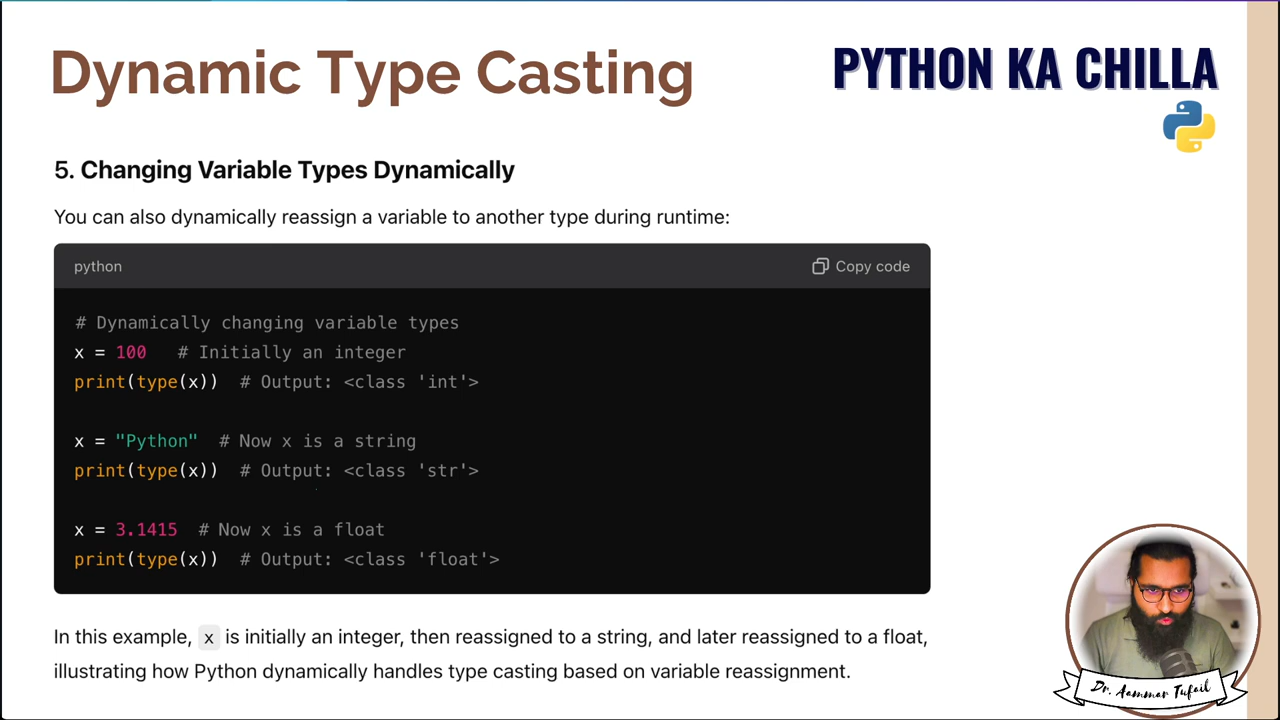 Dynamic Type Casting
PYTHON KA CHILLA
5. Changing Variable Types Dynamically
You can also dynamically reassign a variable to another type during runtime:
python
Copy code
# Dynamically changing variable types
x = 100   # Initially an integer
print(type(x))  # Output: <class 'int'>
x = "Python"  # Now x is a string
print(type(x))  # Output: <class 'str'>
x = 3.1415  # Now x is a float
print(type(x))  # Output: <class 'float'>
In this example, x is initially an integer, then reassigned to a string, and later reassigned to a float,
illustrating how Python dynamically handles type casting based on variable reassignment.
Dr. Aammar Tufail